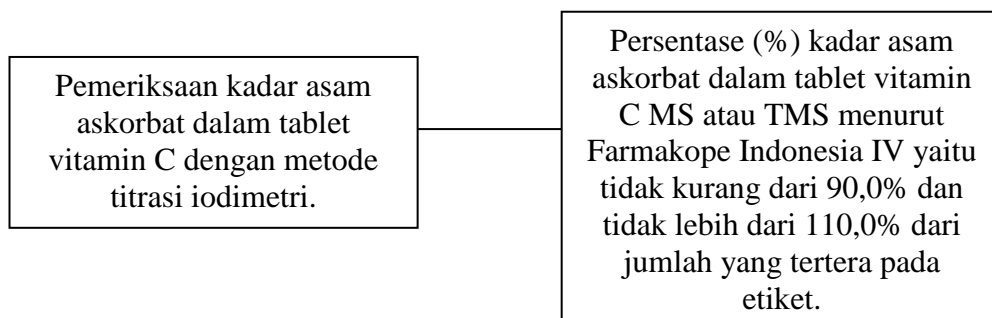 Pemeriksaan kadar asam
askorbat dalam tablet
vitamin C dengan metode
titrasi iodimetri.
Persentase (%) kadar asam
askorbat dalam tablet vitamin
C MS atau TMS menurut
Farmakope Indonesia IV yaitu
tidak kurang dari 90,0% dan
tidak lebih dari 110,0% dari
jumlah yang tertera pada
etiket.